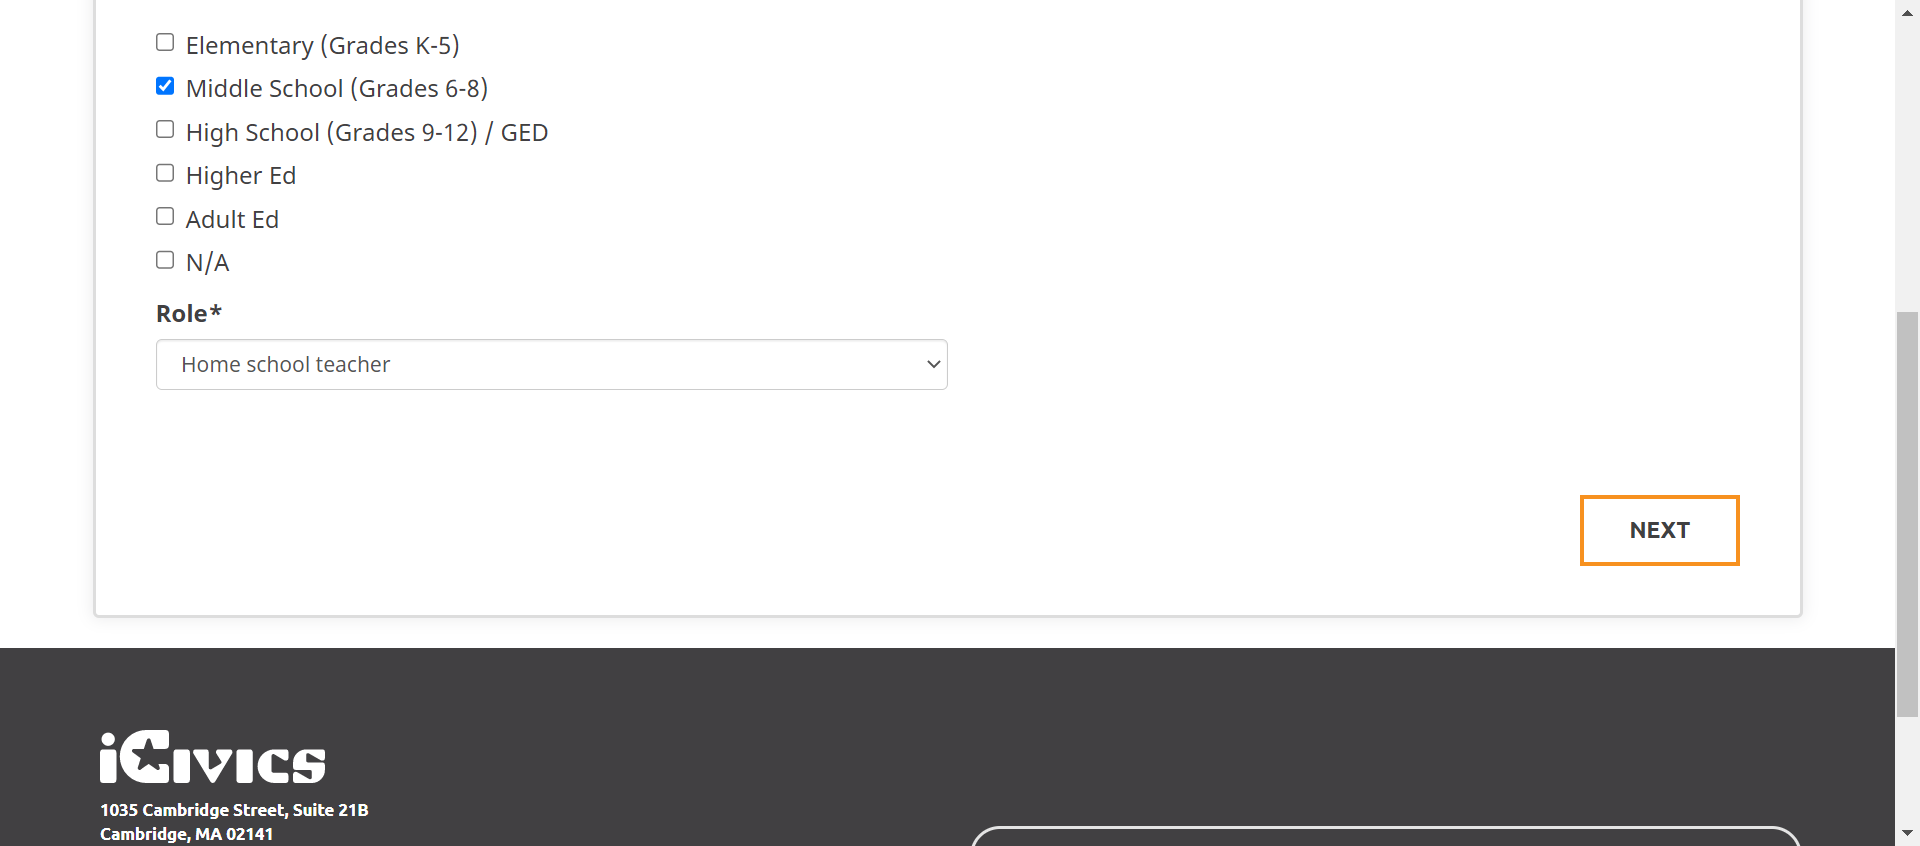 Elementary (Grades K-5)
Middle School (Grades 6-8)
High School (Grades 9-12) / GED
Higher Ed
Adult Ed
N/A
Role*
Home school teacher
NEXT
iCivics
1035 Cambridge Street, Suite 21B
Cambridge, MA 02141